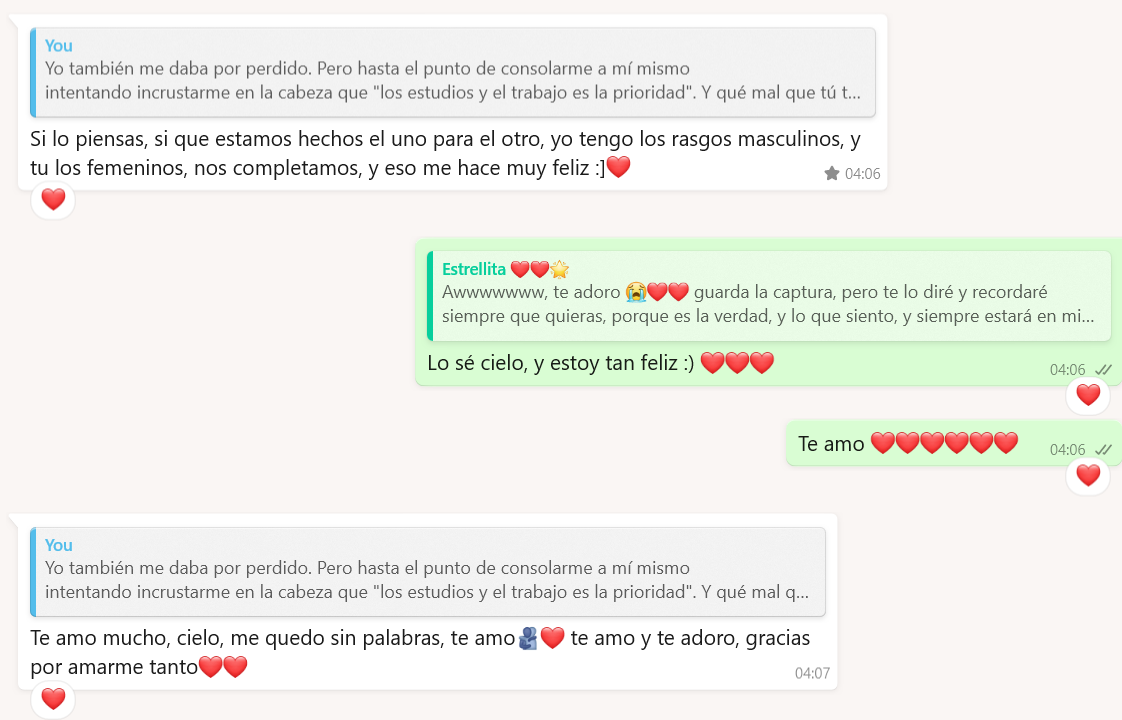 You
Yo también me daba por perdido. Pero hasta el punto de consolarme a mí mismo
intentando incrustarme en la cabeza que "los estudios y el trabajo es la prioridad". Y qué mal que tú t...
Si lo piensas, si que estamos hechos el uno para el otro, yo tengo los rasgos masculinos, y
tu los femeninos, nos completamos, y eso me hace muy feliz :]❤️
04:06
❤️
Estrellita ❤️❤️🌟
Awwwwwww, te adoro 😭❤️❤️ guarda la captura, pero te lo diré y recordaré
siempre que quieras, porque es la verdad, y lo que siento, y siempre estará en mi...
Lo sé cielo, y estoy tan feliz :) ❤️❤️❤️
04:06
❤️
Te amo ❤️❤️❤️❤️❤️❤️
04:06
❤️
You
Yo también me daba por perdido. Pero hasta el punto de consolarme a mí mismo
intentando incrustarme en la cabeza que "los estudios y el trabajo es la prioridad". Y qué mal q...
Te amo mucho, cielo, me quedo sin palabras, te amo🫂❤️ te amo y te adoro, gracias
por amarme tanto❤️❤️
04:07
❤️